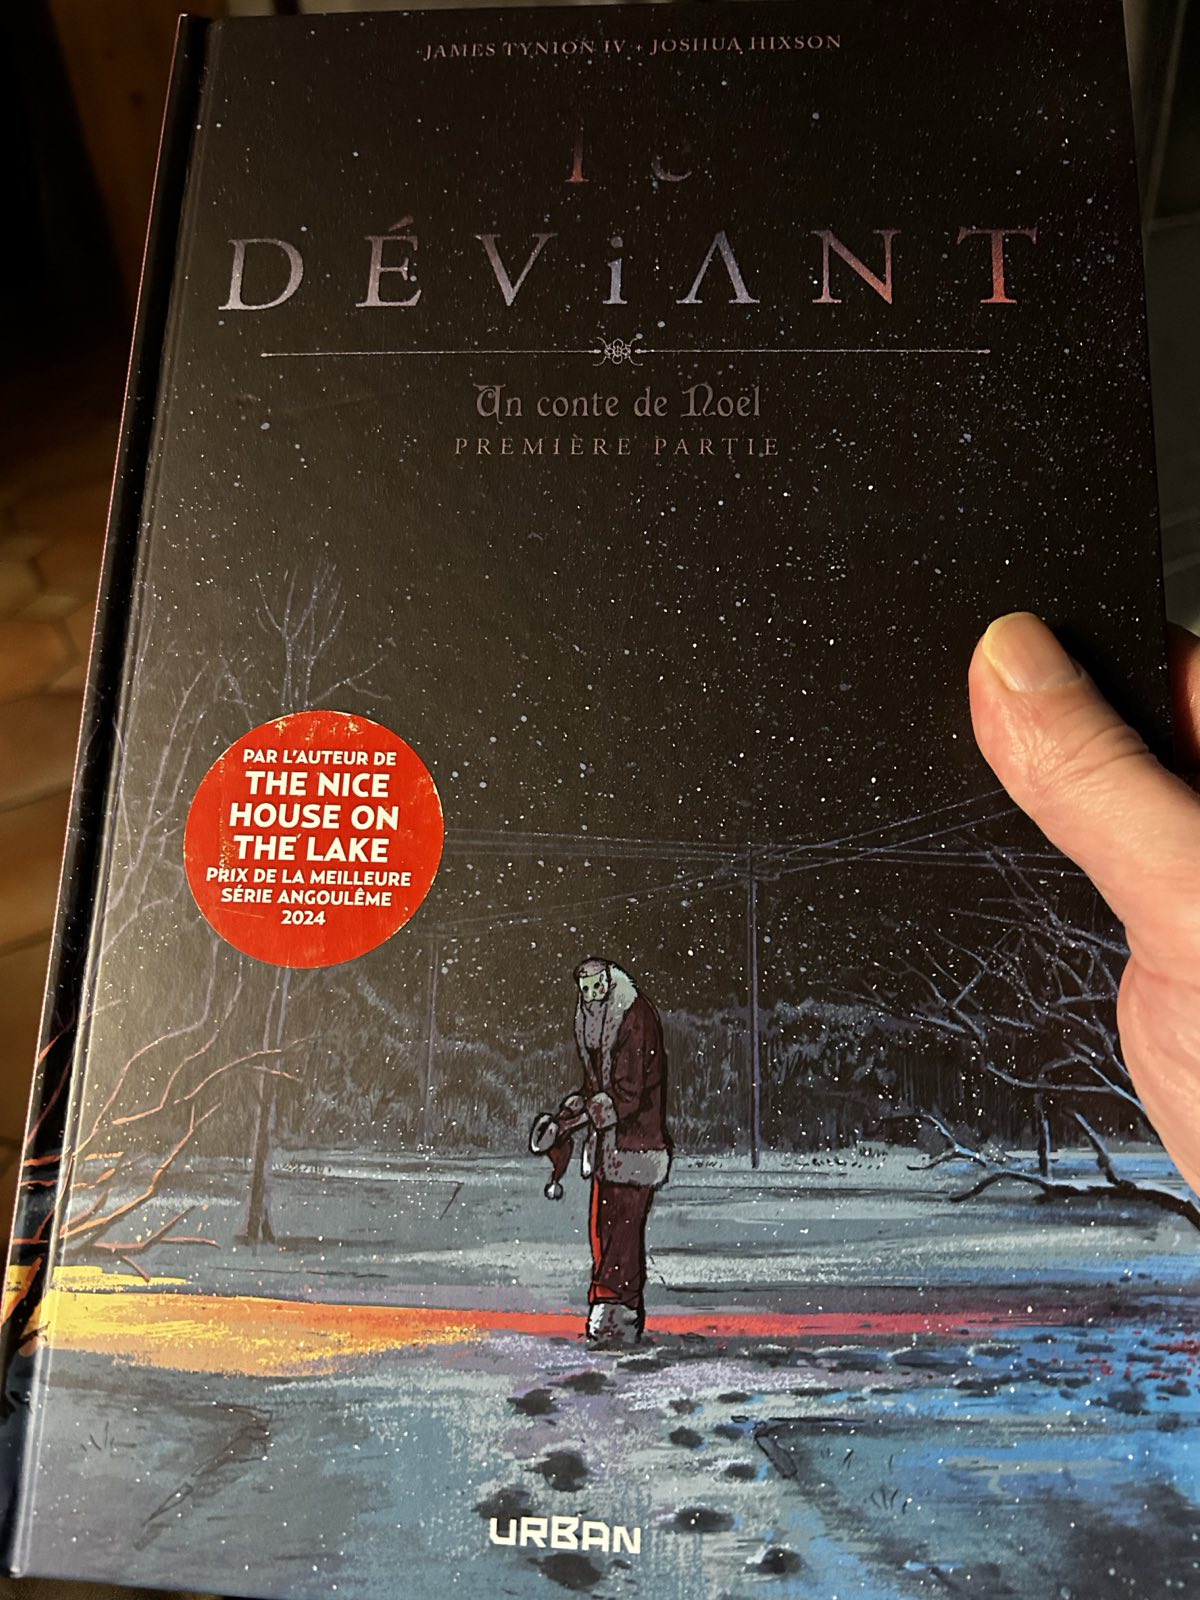 JAMES TYNION IV + JOSHUA HIXSON
le
DÉViANT
Un conte de Noël
PREMIÈRE PARTIE
PAR L'AUTEUR DE
THE NICE
HOUSE ON
THE LAKE
PRIX DE LA MEILLEURE
SÉRIE ANGOULÊME
2024
URBAN